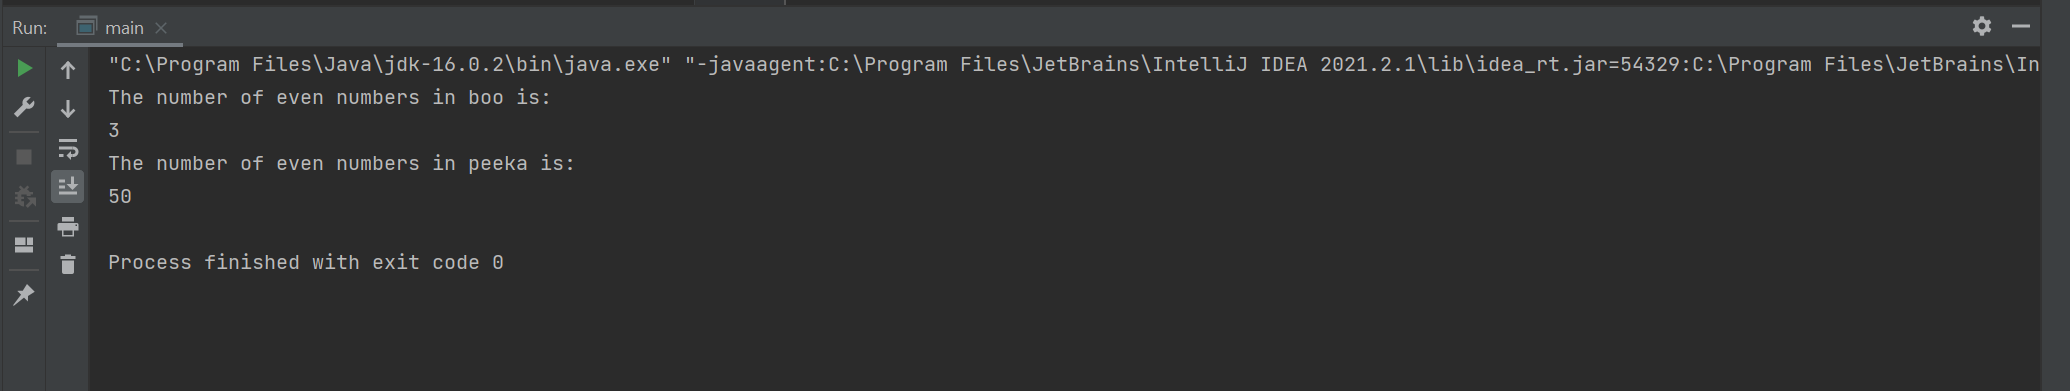 Run: main
"C:\Program Files\Java\jdk-16.0.2\bin\java.exe" "-javaagent:C:\Program Files\JetBrains\IntelliJ IDEA 2021.2.1\lib\idea_rt.jar=54329:C:\Program Files\JetBrains\In
The number of even numbers in boo is:
3
The number of even numbers in peeka is:
50
Process finished with exit code 0